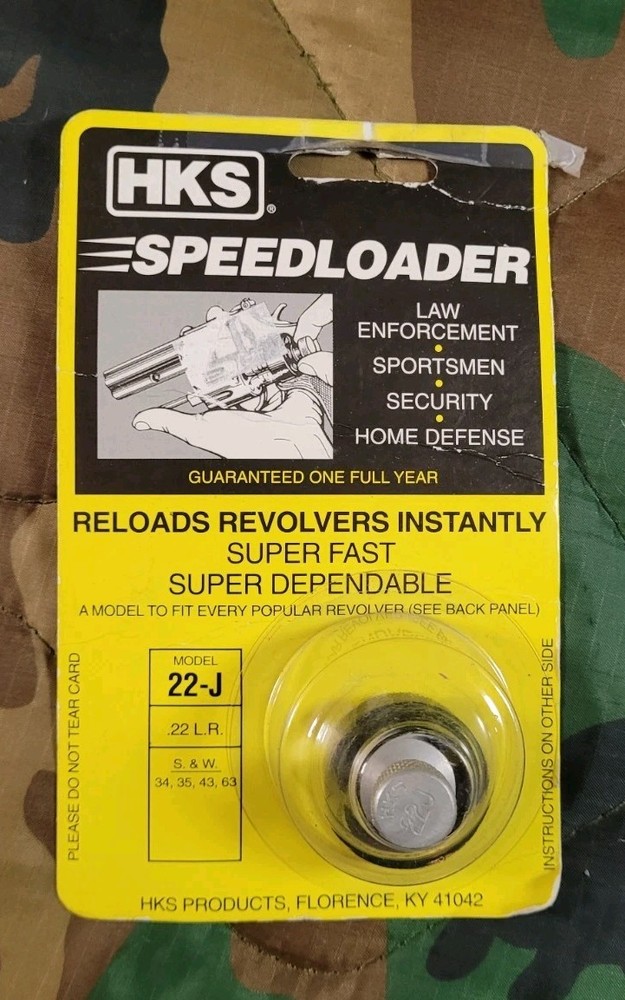 HKS®
SPEEDLOADER
LAW
ENFORCEMENT
•
SPORTSMEN
•
SECURITY
•
HOME DEFENSE
GUARANTEED ONE FULL YEAR
RELOADS REVOLVERS INSTANTLY
SUPER FAST
SUPER DEPENDABLE
A MODEL TO FIT EVERY POPULAR REVOLVER (SEE BACK PANEL)
PLEASE DO NOT TEAR CARD
MODEL
22-J
.22 L.R.
S. & W.
34, 35, 43, 63
HKS
22J
INSTRUCTIONS ON OTHER SIDE
HKS PRODUCTS, FLORENCE, KY 41042